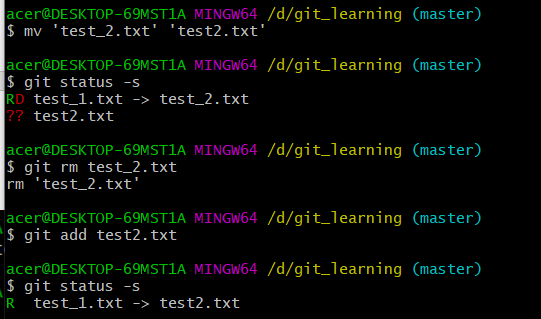 acer@DESKTOP-69MST1A MINGW64 /d/git_learning (master)
$ mv 'test_2.txt' 'test2.txt'
acer@DESKTOP-69MST1A MINGW64 /d/git_learning (master)
$ git status -s
RD test_1.txt -> test_2.txt
?? test2.txt
acer@DESKTOP-69MST1A MINGW64 /d/git_learning (master)
$ git rm test_2.txt
rm 'test_2.txt'
acer@DESKTOP-69MST1A MINGW64 /d/git_learning (master)
$ git add test2.txt
acer@DESKTOP-69MST1A MINGW64 /d/git_learning (master)
$ git status -s
R  test_1.txt -> test2.txt